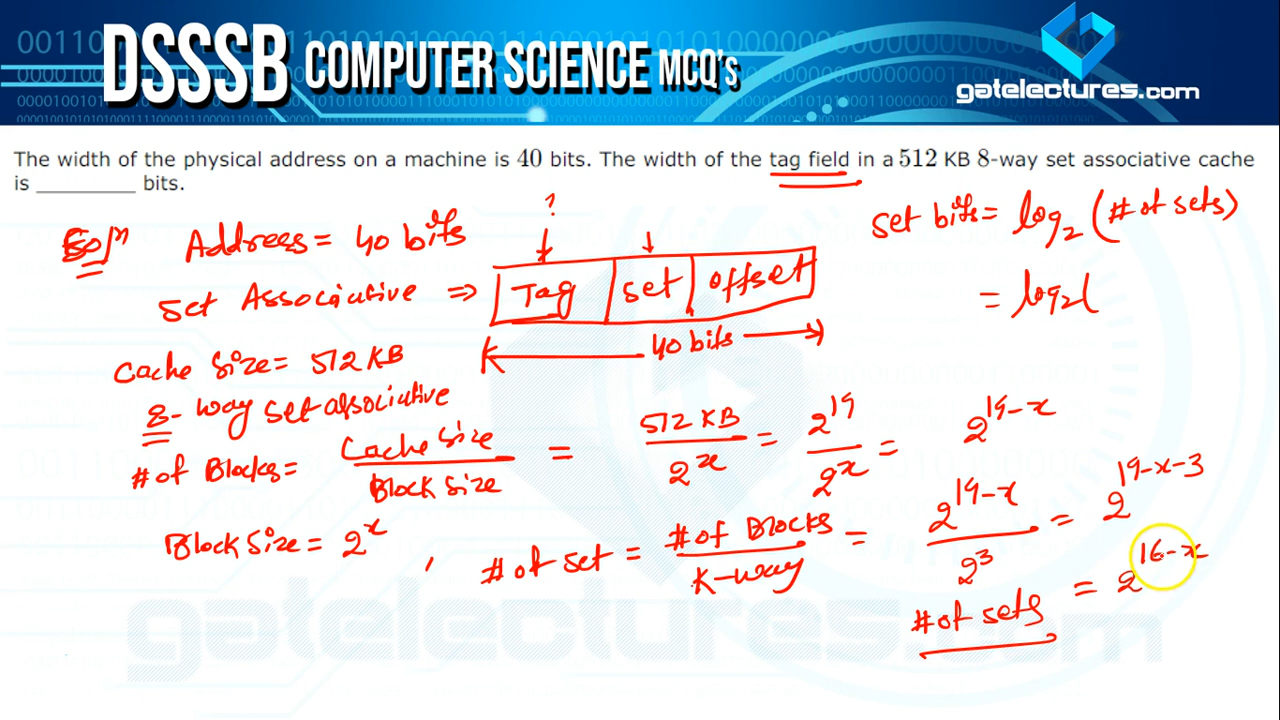 DSSSB COMPUTER SCIENCE MCQ's
gatelectures.com
The width of the physical address on a machine is 40 bits. The width of the tag field in a 512 KB 8-way set associative cache
is _________ bits.
Solⁿ Address = 40 bits
?
set bits = log₂ (# of sets)
= log₂(
Set Associative ⇒ Tag set offset
40 bits
Cache Size = 512 KB
8- way set associative
# of Blocks = Cache Size / Block Size = 512 KB / 2^x = 2^19 / 2^x = 2^19-x
Block Size = 2^x , # of set = # of Blocks / K-way = 2^19-x / 2^3 = 2^19-x-3
# of sets = 2^16-x
gatelectures.com